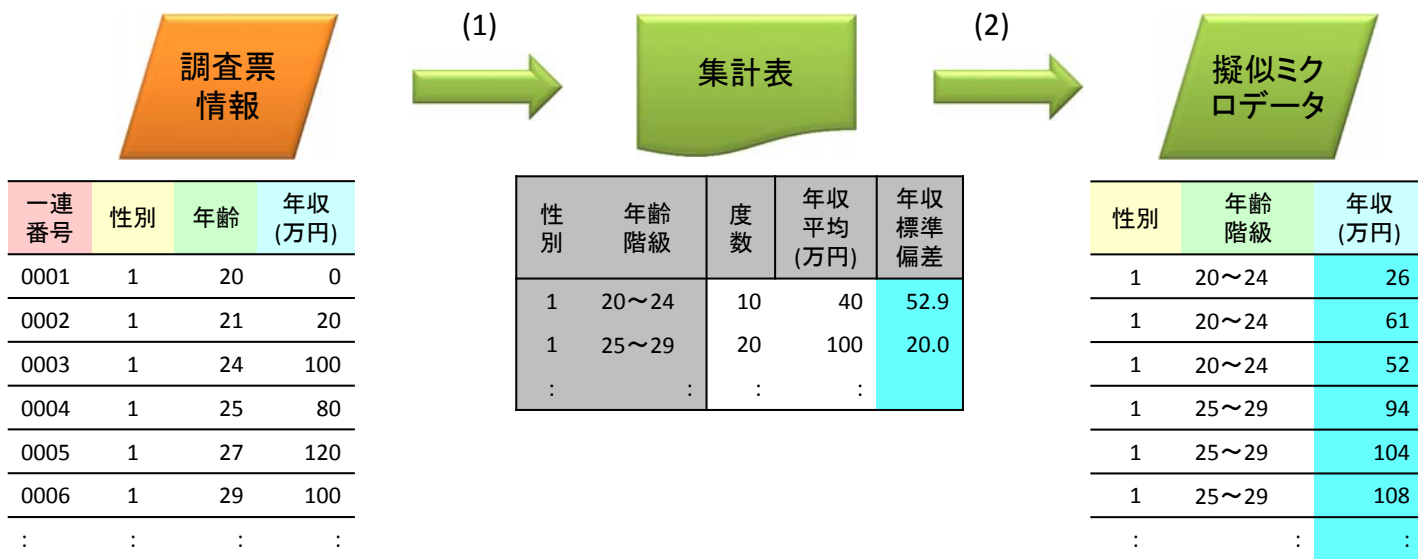 (1)
(2)
調査票
情報
集計表
擬似ミク
ロデータ
一連
番号
性別
年齢
年収
(万円)
0001 1 20 0
0002 1 21 20
0003 1 24 100
0004 1 25 80
0005 1 27 120
0006 1 29 100
: : : :
性
別
年齢
階級
度
数
年収
平均
(万円)
年収
標準
偏差
1 20～24 10 40 52.9
1 25～29 20 100 20.0
: : : :
性別
年齢
階級
年収
(万円)
1 20～24 26
1 20～24 61
1 20～24 52
1 25～29 94
1 25～29 104
1 25～29 108
: : :